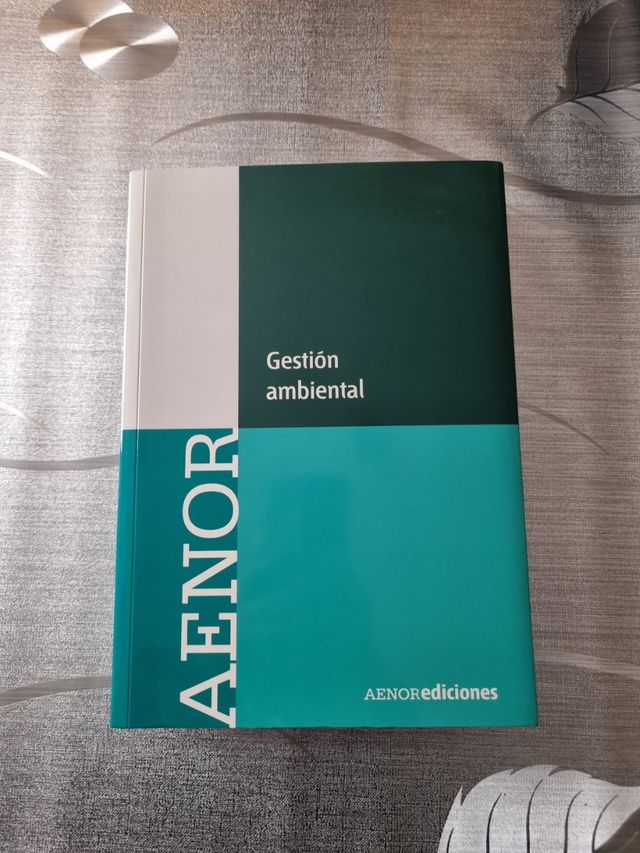 Gestión
ambiental
AENOR
AENORediciones